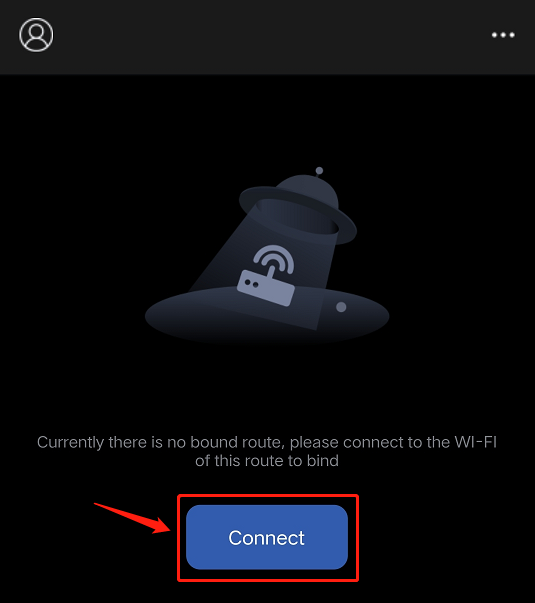 Currently there is no bound route, please connect to the WI-FI
of this route to bind
Connect